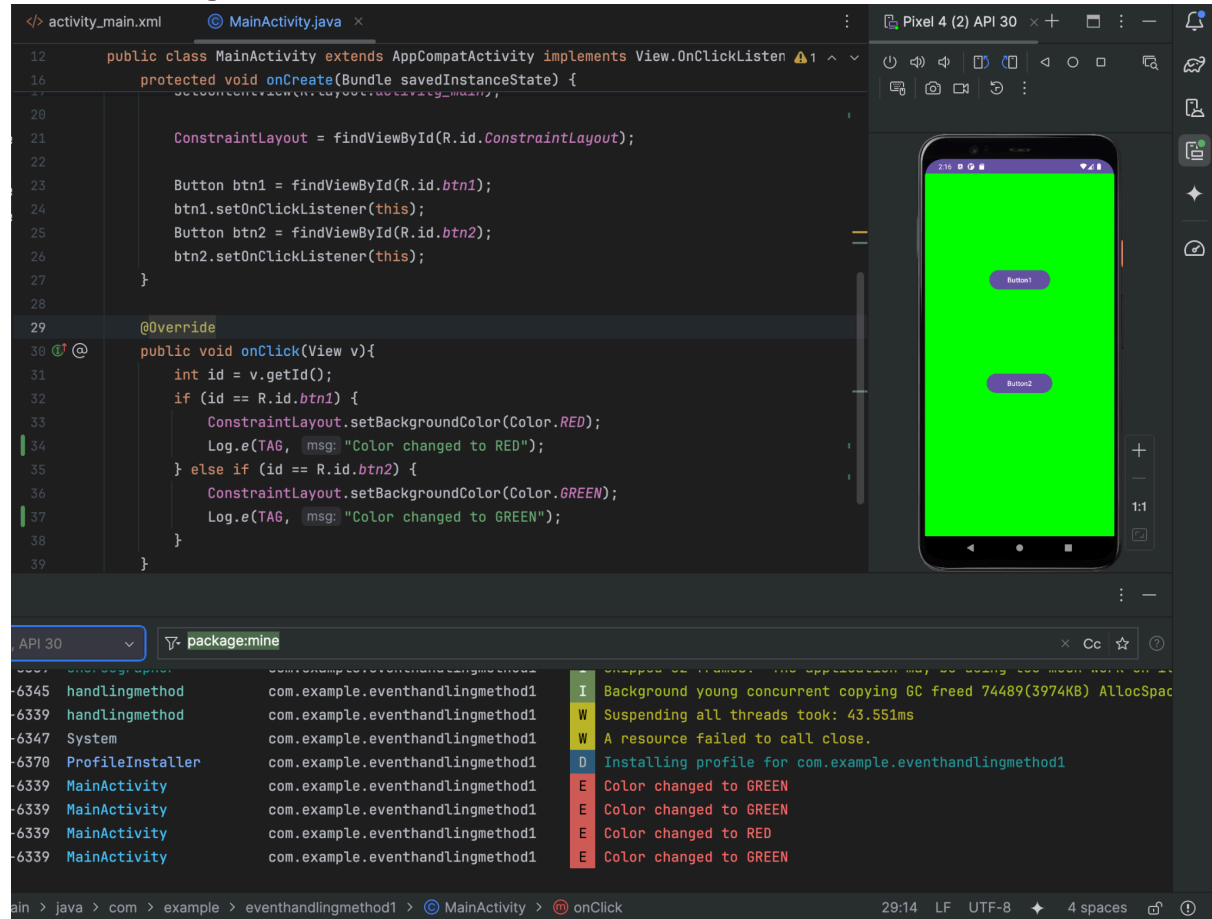 activity_main.xml
MainActivity.java
Pixel 4 (2) API 30
12 public class MainActivity extends AppCompatActivity implements View.OnClickListen 1
16 protected void onCreate(Bundle savedInstanceState) {
19 setContentView(R.layout.activity_main);
20
21 ConstraintLayout = findViewById(R.id.ConstraintLayout);
22
23 Button btn1 = findViewById(R.id.btn1);
24 btn1.setOnClickListener(this);
25 Button btn2 = findViewById(R.id.btn2);
26 btn2.setOnClickListener(this);
27 }
28
29 @Override
30 public void onClick(View v){
31 int id = v.getId();
32 if (id == R.id.btn1) {
33 ConstraintLayout.setBackgroundColor(Color.RED);
34 Log.e(TAG, msg: "Color changed to RED");
35 } else if (id == R.id.btn2) {
36 ConstraintLayout.setBackgroundColor(Color.GREEN);
37 Log.e(TAG, msg: "Color changed to GREEN");
38 }
39 }
2:16
Button1
Button2
1:1
, API 30
package:mine
Cc
-6345 handlingmethod com.example.eventhandlingmethod1 I Background young concurrent copying GC freed 74489(3974KB) AllocSpac
-6339 handlingmethod com.example.eventhandlingmethod1 W Suspending all threads took: 43.551ms
-6347 System com.example.eventhandlingmethod1 W A resource failed to call close.
-6370 ProfileInstaller com.example.eventhandlingmethod1 D Installing profile for com.example.eventhandlingmethod1
-6339 MainActivity com.example.eventhandlingmethod1 E Color changed to GREEN
-6339 MainActivity com.example.eventhandlingmethod1 E Color changed to GREEN
-6339 MainActivity com.example.eventhandlingmethod1 E Color changed to RED
-6339 MainActivity com.example.eventhandlingmethod1 E Color changed to GREEN
ain > java > com > example > eventhandlingmethod1 > MainActivity > onClick
29:14 LF UTF-8 4 spaces